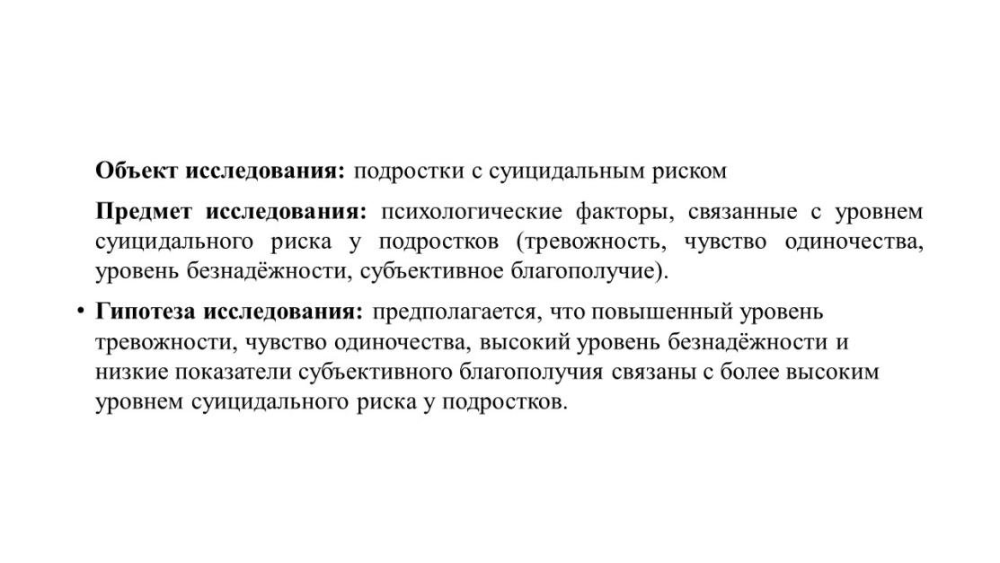 Объект исследования: подростки с суицидальным риском
Предмет исследования: психологические факторы, связанные с уровнем
суицидального риска у подростков (тревожность, чувство одиночества,
уровень безнадёжности, субъективное благополучие).
• Гипотеза исследования: предполагается, что повышенный уровень
тревожности, чувство одиночества, высокий уровень безнадёжности и
низкие показатели субъективного благополучия связаны с более высоким
уровнем суицидального риска у подростков.